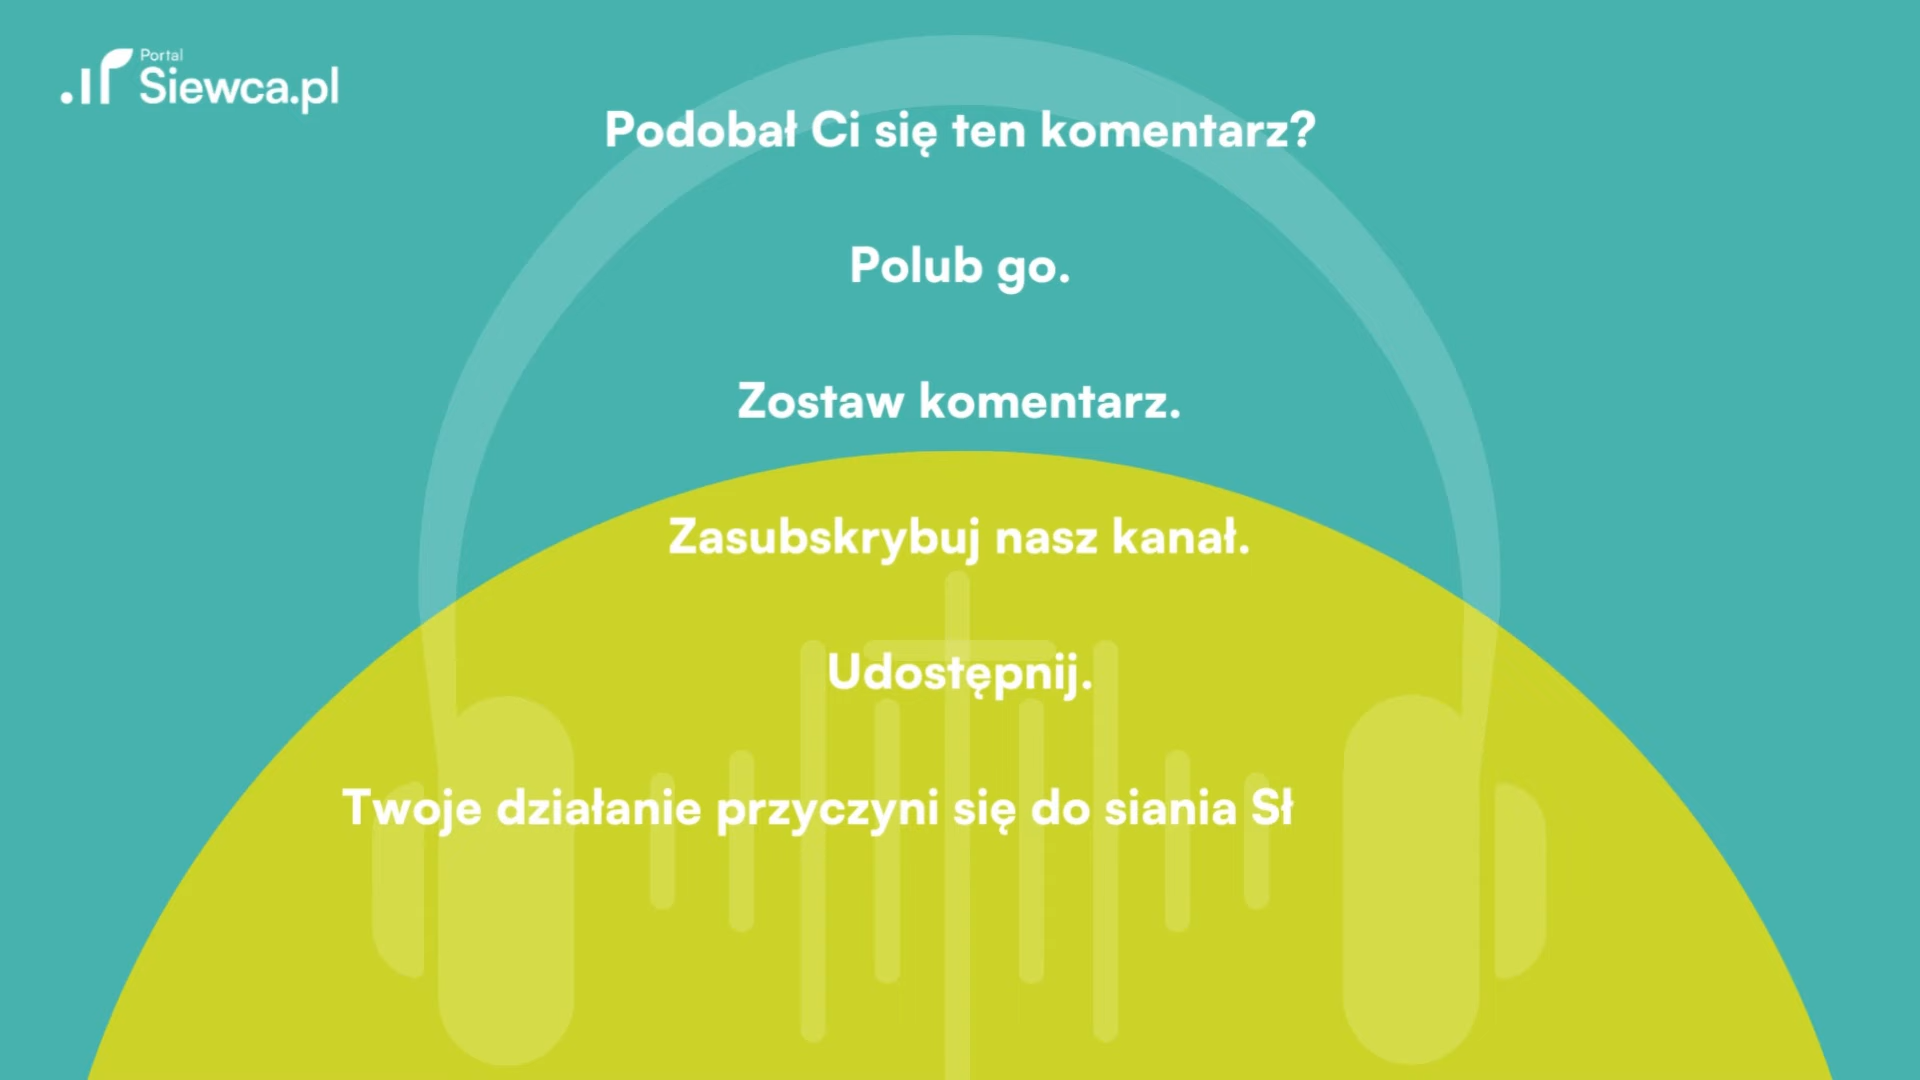 Portal
Siewca.pl
Podobał Ci się ten komentarz?
Polub go.
Zostaw komentarz.
Zasubskrybuj nasz kanał.
Udostępnij.
Twoje działanie przyczyni się do siania Sł